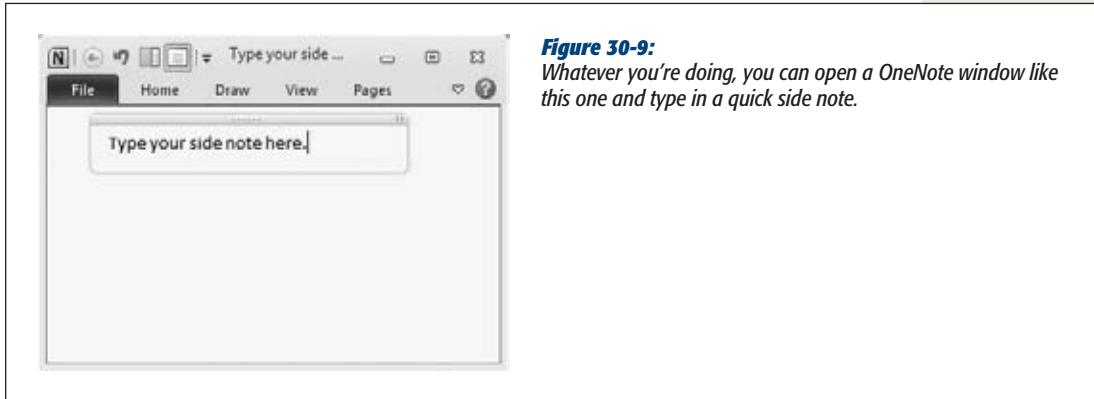 N Type your side ...
File Home Draw View Pages
Type your side note here.
Figure 30-9:
Whatever you're doing, you can open a OneNote window like
this one and type in a quick side note.